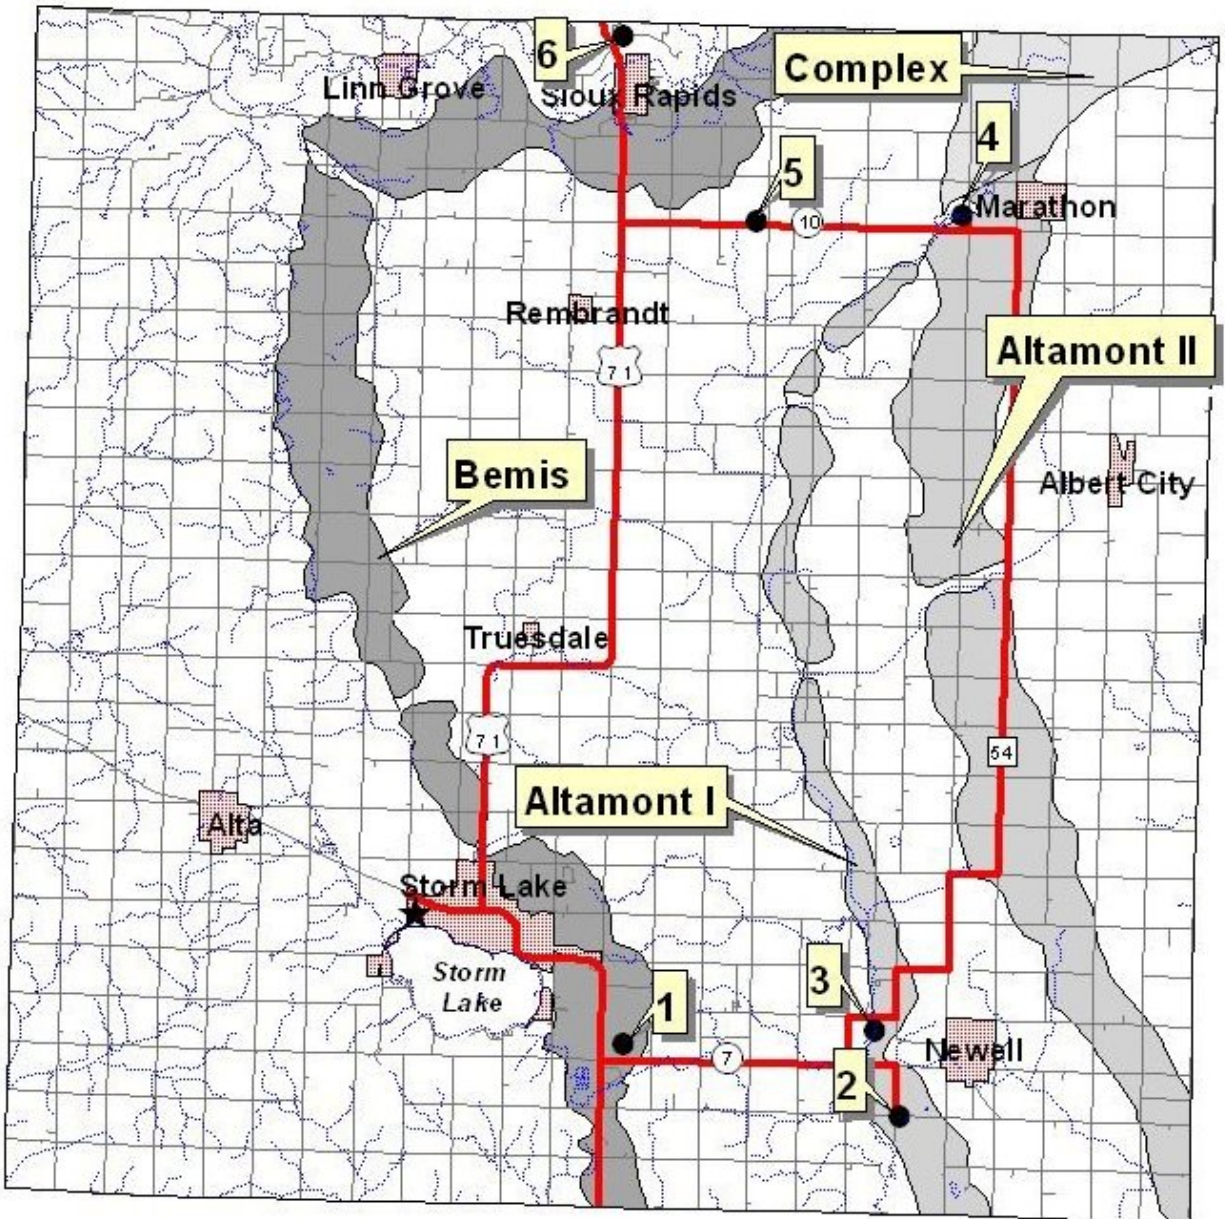 6
Linn Grove
Sioux Rapids
Complex
4
5
10
Marathon
Rembrandt
71
Altamont II
Bemis
Albert City
Truesdale
71
54
Altamont I
Alta
Storm Lake
Storm
Lake
3
1
7
Newell
2